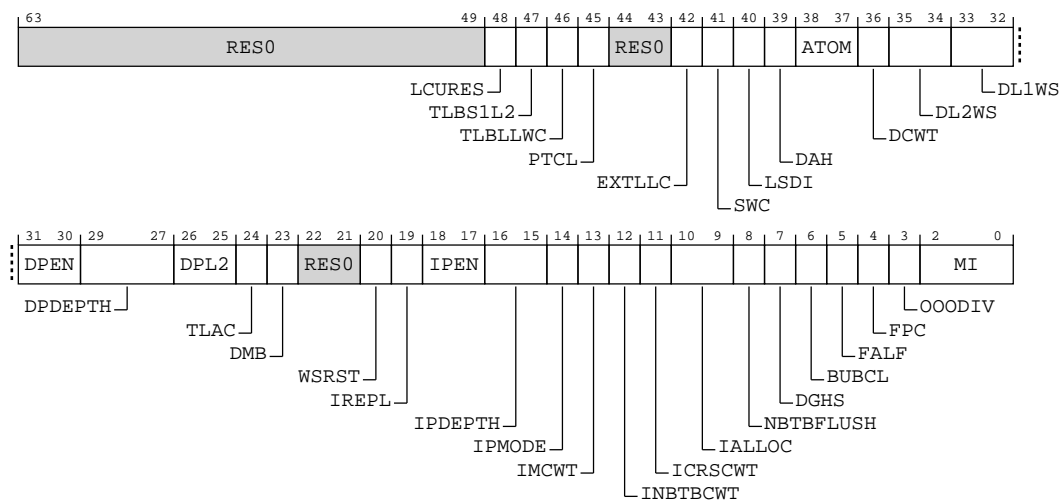 63 49 48 47 46 45 44 43 42 41 40 39 38 37 36 35 34 33 32
RES0 RES0 ATOM
LCURES DL1WS
TLBS1L2 DL2WS
TLBLLWC DCWT
PTCL DAH
EXTLLC LSDI
SWC
31 30 29 27 26 25 24 23 22 21 20 19 18 17 16 15 14 13 12 11 10 9 8 7 6 5 4 3 2 0
DPEN DPL2 RES0 IPEN MI
DPDEPTH OOODIV
TLAC FPC
DMB FALF
WSRST BUBCL
IREPL DGHS
IPDEPTH NBTBFLUSH
IPMODE IALLOC
IMCWT ICRSCWT
INBTBCWT